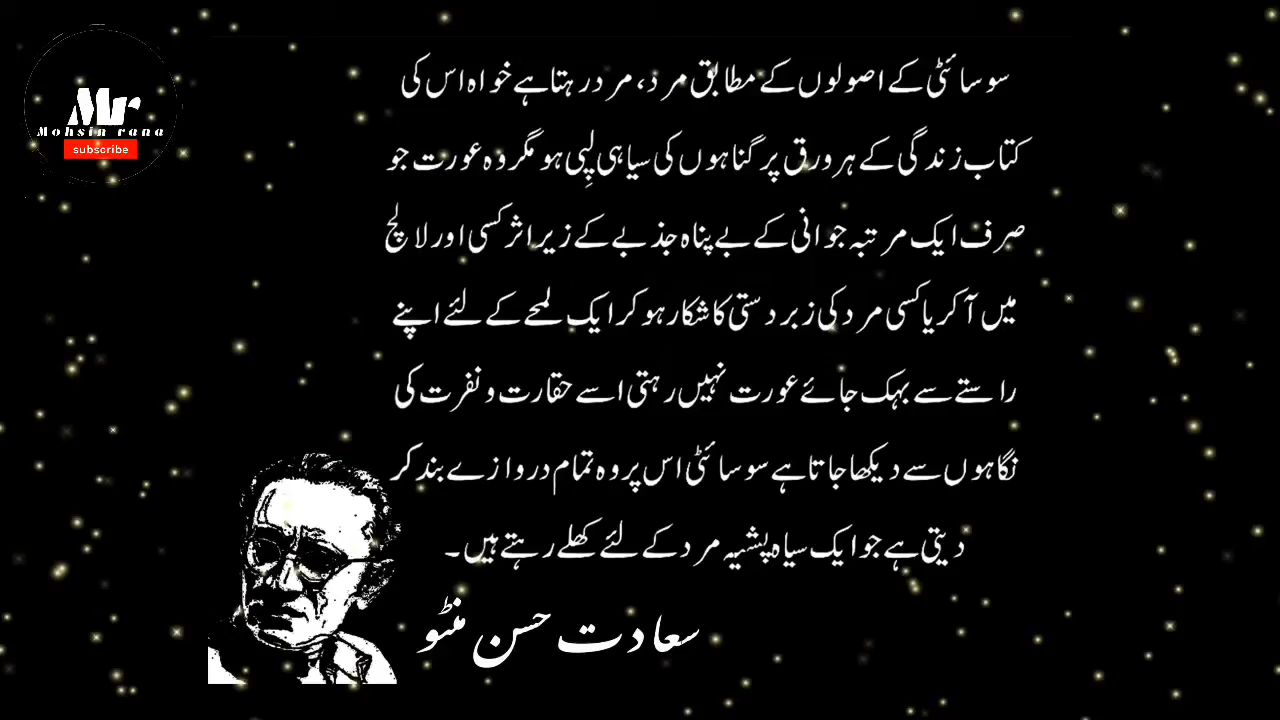 Mr
Mohsin rana
subscribe
سوسائٹی کے اصولوں کے مطابق مرد، مرد رہتا ہے خواہ اس کی
کتاب زندگی کے ہر ورق پر گناہوں کی سیاہی لپِی ہو مگر وہ عورت جو
صرف ایک مرتبہ جوانی کے بے پناہ جذبے کے زیر اثر کسی اور لالچ
میں آ کر یا کسی مرد کی زبردستی کا شکار ہو کر ایک لمحے کے لئے اپنے
راستے سے بہک جائے عورت نہیں رہتی اسے حقارت و نفرت کی
نگاہوں سے دیکھا جاتا ہے سوسائٹی اس پر وہ تمام دروازے بند کر
دیتی ہے جو ایک سیاہ پشیہ مرد کے لئے کھلے رہتے ہیں۔
سعادت حسن منٹو